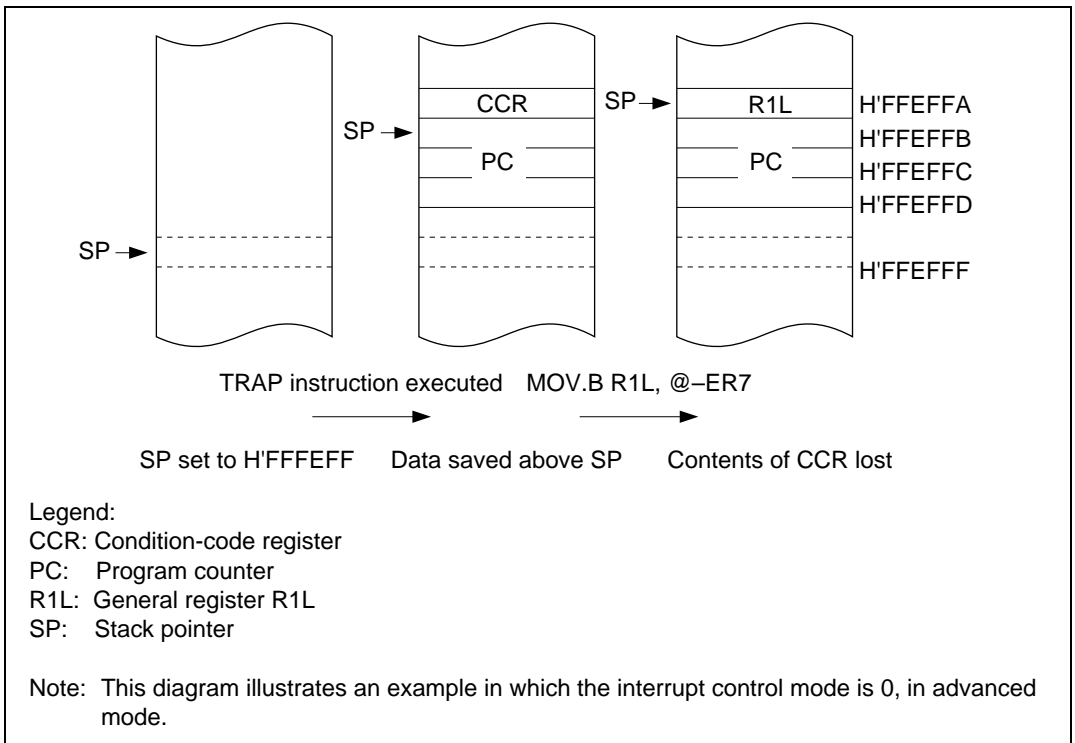 CCR
SP
R1L
H'FFEFFA
SP
H'FFEFFB
PC
PC
H'FFEFFC
H'FFEFFD
SP
H'FFEFFF
TRAP instruction executed
MOV.B R1L, @–ER7
SP set to H'FFFEFF
Data saved above SP
Contents of CCR lost
Legend:
CCR: Condition-code register
PC: Program counter
R1L: General register R1L
SP: Stack pointer
Note: This diagram illustrates an example in which the interrupt control mode is 0, in advanced
mode.